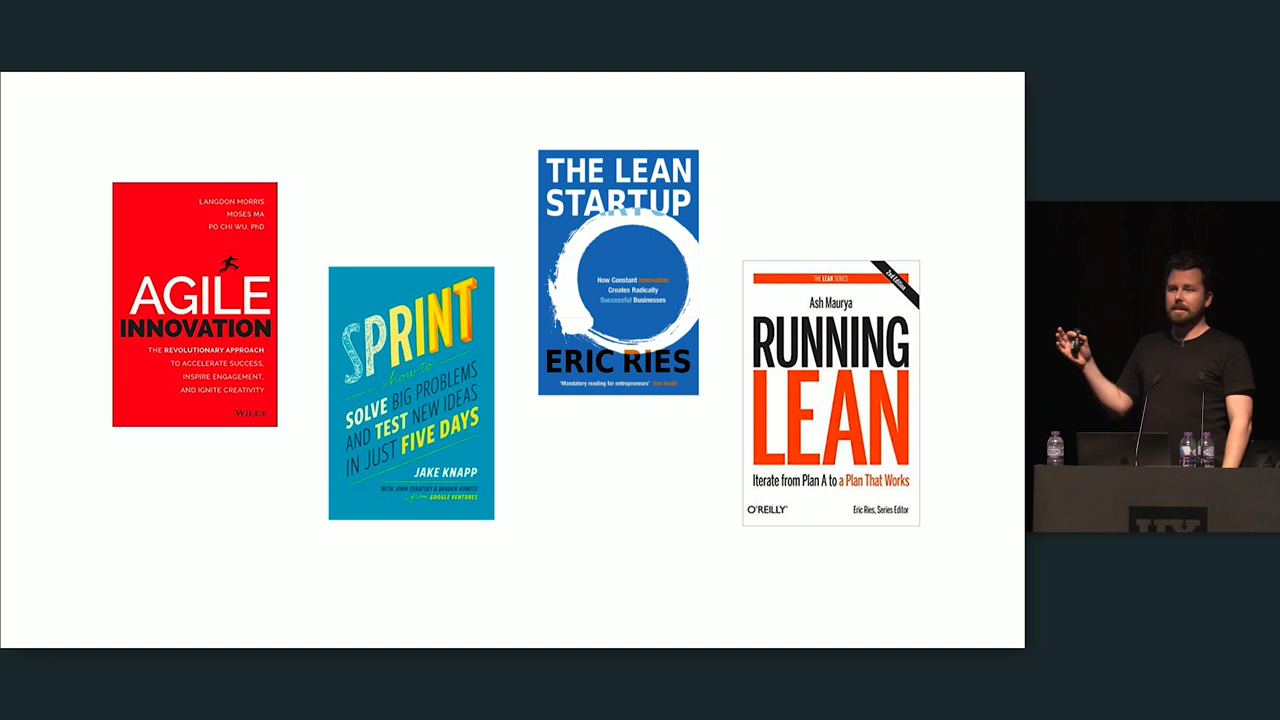 LANGDON MORRIS
MOSES MA
PO CHI WU, PhD
AGILE
INNOVATION
THE REVOLUTIONARY APPROACH
TO ACCELERATE SUCCESS,
INSPIRE ENGAGEMENT,
AND IGNITE CREATIVITY
WILEY
SPRINT
how to
SOLVE BIG PROBLEMS
AND TEST NEW IDEAS
IN JUST FIVE DAYS
JAKE KNAPP
WITH JOHN ZERATSKY & BRADEN KOWITZ
from GOOGLE VENTURES
THE LEAN
STARTUP
How Constant Innovation
Creates Radically
Successful Businesses
ERIC RIES
'Mandatory reading for entrepreneurs'
THE LEAN SERIES
2nd Edition
Ash Maurya
RUNNING
LEAN
Iterate from Plan A to a Plan That Works
O'REILLY®
Eric Ries, Series Editor
UX